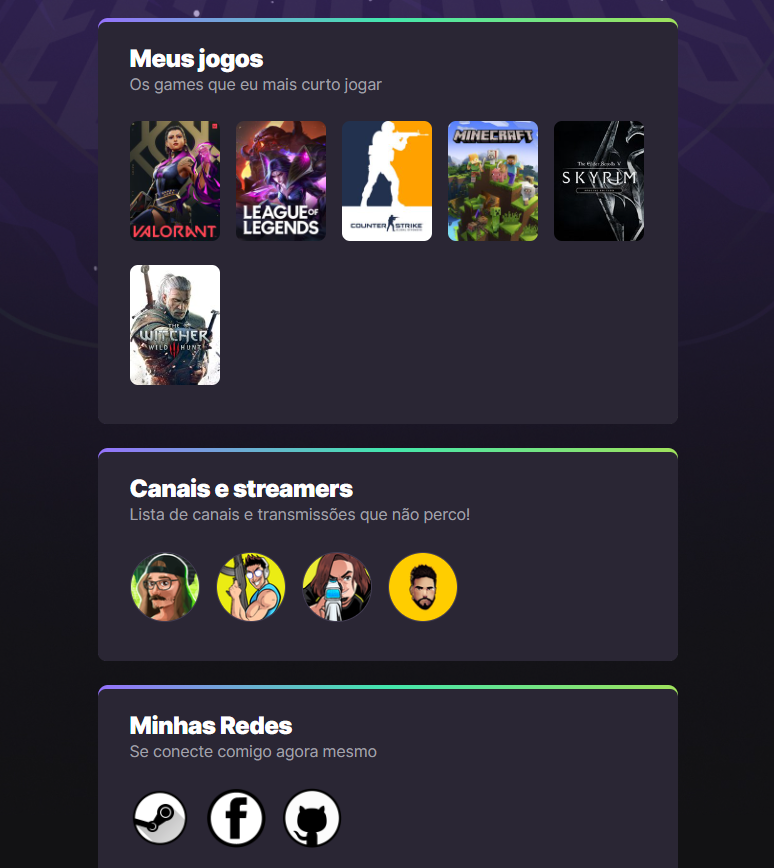 Meus jogos
Os games que eu mais curto jogar
VALORANT
LEAGUE OF
LEGENDS
COUNTER STRIKE
MINECRAFT
The Elder Scrolls V
SKYRIM
THE
WITCHER
WILD HUNT
Canais e streamers
Lista de canais e transmissões que não perco!
Minhas Redes
Se conecte comigo agora mesmo